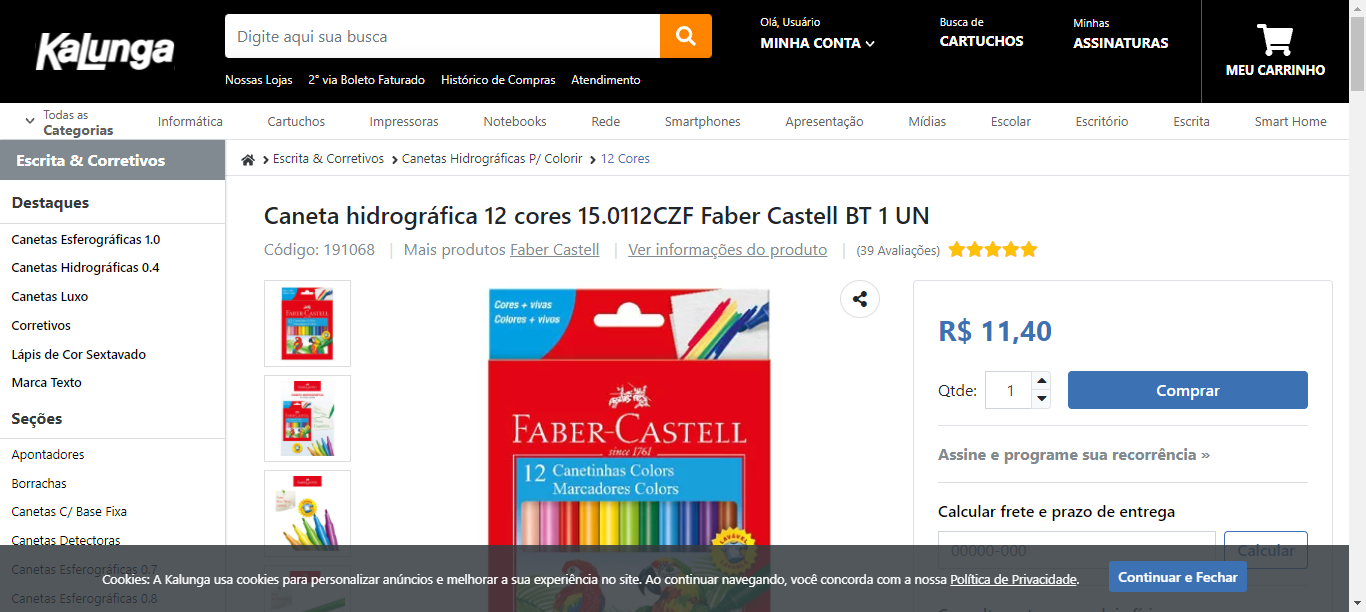 Kalunga
Digite aqui sua busca
Nossas Lojas 2° via Boleto Faturado Histórico de Compras Atendimento
Olá, Usuário
MINHA CONTA
Busca de
CARTUCHOS
Minhas
ASSINATURAS
MEU CARRINHO
Todas as
Categorias
Informática Cartuchos Impressoras Notebooks Rede Smartphones Apresentação Mídias Escolar Escritório Escrita Smart Home
Escrita & Corretivos
Destaques
Canetas Esferográficas 1.0
Canetas Hidrográficas 0.4
Canetas Luxo
Corretivos
Lápis de Cor Sextavado
Marca Texto
Seções
Apontadores
Borrachas
Canetas C/ Base Fixa
Canetas Detectoras
Canetas Esferográficas 0.7
Canetas Esferográficas 0.8
Escrita & Corretivos Canetas Hidrográficas P/ Colorir 12 Cores
Caneta hidrográfica 12 cores 15.0112CZF Faber Castell BT 1 UN
Código: 191068 | Mais produtos Faber Castell | Ver informações do produto | (39 Avaliações)
Cores + vivas
Colores + vivos
FABER-CASTELL
since 1761
12 Canetinhas Colors
Marcadores Colors
LAVÁVEL
R$ 11,40
Qtde: 1 Comprar
Assine e programe sua recorrência »
Calcular frete e prazo de entrega
00000-000 Calcular
Cookies: A Kalunga usa cookies para personalizar anúncios e melhorar a sua experiência no site. Ao continuar navegando, você concorda com a nossa Política de Privacidade.
Continuar e Fechar